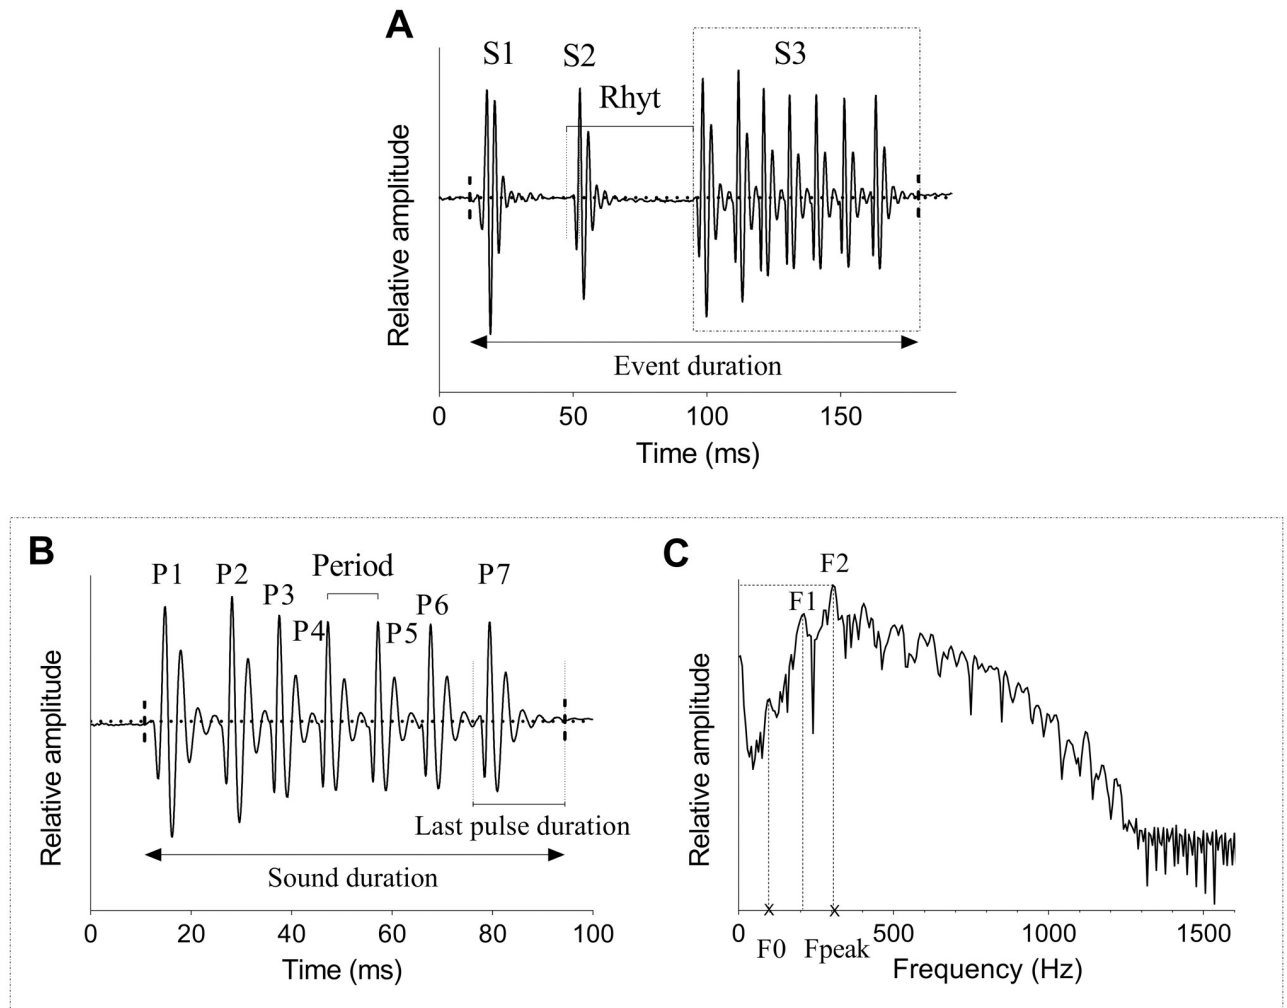 A
S1 S2 S3
Rhyt
Relative amplitude
Event duration
0 50 100 150
Time (ms)
B
P1 P2 P3 P4 Period P5 P6 P7
Relative amplitude
Last pulse duration
Sound duration
0 20 40 60 80 100
Time (ms)
C
F2
F1
Relative amplitude
0 500 1000 1500
F0 Fpeak
Frequency (Hz)